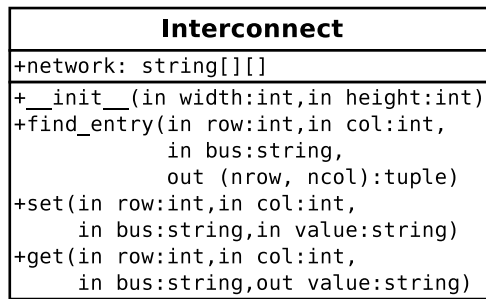 Interconnect
+network: string[][]
+__init__(in width:int,in height:int)
+find_entry(in row:int,in col:int,
in bus:string,
out (nrow, ncol):tuple)
+set(in row:int,in col:int,
in bus:string,in value:string)
+get(in row:int,in col:int,
in bus:string,out value:string)